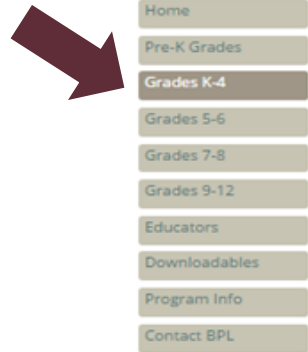 Home
Pre-K Grades
Grades K-4
Grades 5-6
Grades 7-8
Grades 9-12
Educators
Downloadables
Program Info
Contact BPL